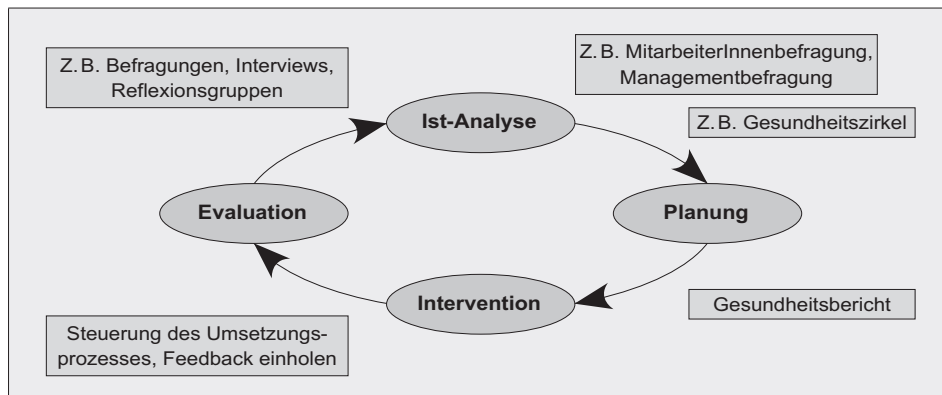 Z. B. Befragungen, Interviews,
Reflexionsgruppen
Z. B. MitarbeiterInnenbefragung,
Managementbefragung
Ist-Analyse
Z. B. Gesundheitszirkel
Evaluation
Planung
Intervention
Gesundheitsbericht
Steuerung des Umsetzungs-
prozesses, Feedback einholen